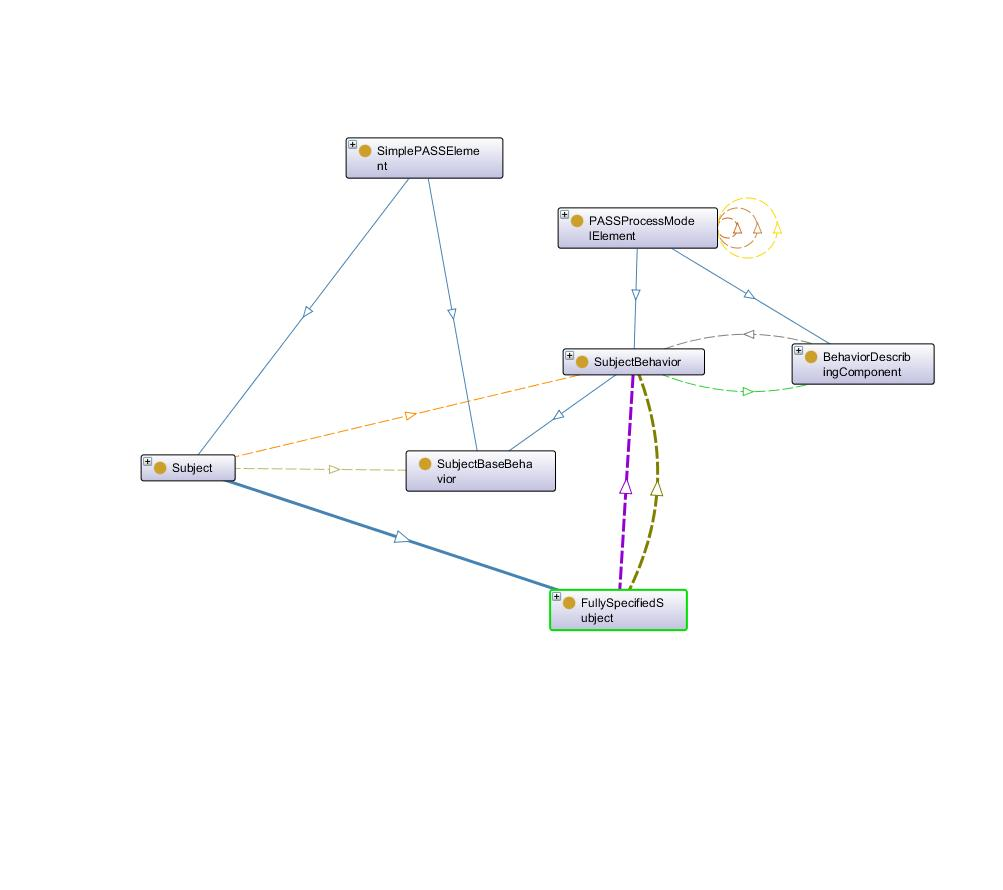 SimplePASSEleme
nt
PASSProcessMode
lElement
SubjectBehavior
BehaviorDescrib
ingComponent
Subject
SubjectBaseBeha
vior
FullySpecifiedS
ubject